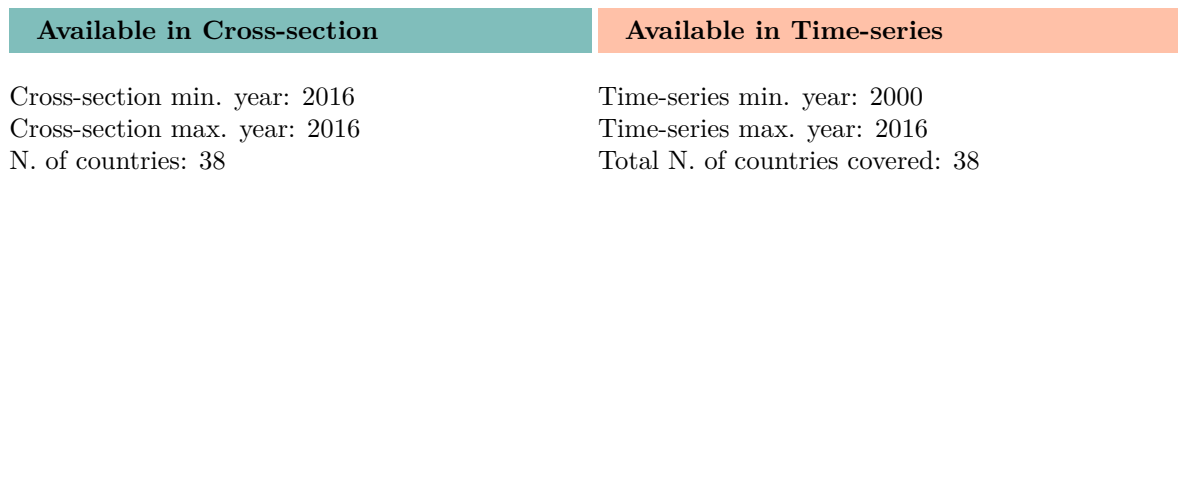 Available in Cross-section
Cross-section min. year: 2016
Cross-section max. year: 2016
N. of countries: 38
Available in Time-series
Time-series min. year: 2000
Time-series max. year: 2016
Total N. of countries covered: 38